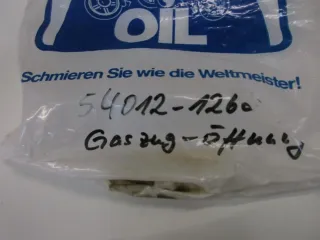 OIL
Schmieren Sie wie die Weltmeister!
54012-1260
Gaszug-Öffnung